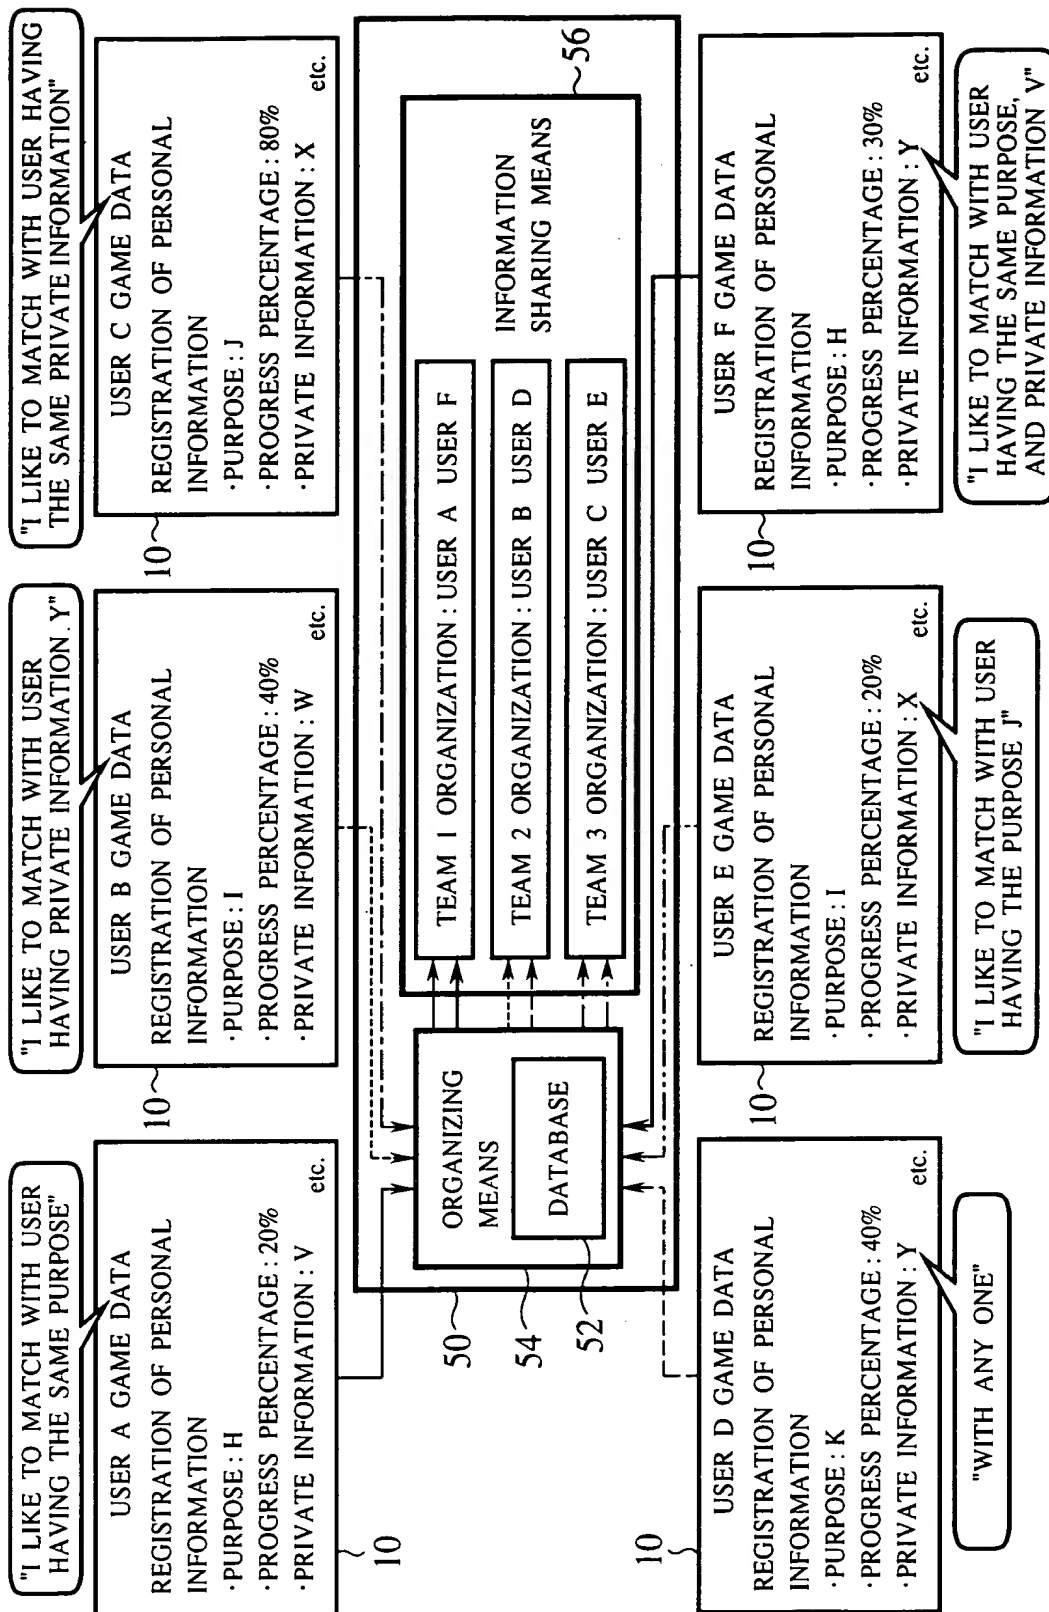 "I LIKE TO MATCH WITH USER
HAVING THE SAME PURPOSE"
USER A GAME DATA
REGISTRATION OF PERSONAL
INFORMATION
·PURPOSE : H
·PROGRESS PERCENTAGE : 20%
·PRIVATE INFORMATION : V
etc.
10
"I LIKE TO MATCH WITH USER
HAVING PRIVATE INFORMATION. Y"
USER B GAME DATA
REGISTRATION OF PERSONAL
INFORMATION
·PURPOSE : I
·PROGRESS PERCENTAGE : 40%
·PRIVATE INFORMATION : W
etc.
10
"I LIKE TO MATCH WITH USER HAVING
THE SAME PRIVATE INFORMATION"
USER C GAME DATA
REGISTRATION OF PERSONAL
INFORMATION
·PURPOSE : J
·PROGRESS PERCENTAGE : 80%
·PRIVATE INFORMATION : X
etc.
10
50
54
52
ORGANIZING
MEANS
DATABASE
TEAM 1 ORGANIZATION : USER A USER F
TEAM 2 ORGANIZATION : USER B USER D
TEAM 3 ORGANIZATION : USER C USER E
INFORMATION
SHARING MEANS
56
10
USER D GAME DATA
REGISTRATION OF PERSONAL
INFORMATION
·PURPOSE : K
·PROGRESS PERCENTAGE : 40%
·PRIVATE INFORMATION : Y
etc.
"WITH ANY ONE"
10
USER E GAME DATA
REGISTRATION OF PERSONAL
INFORMATION
·PURPOSE : I
·PROGRESS PERCENTAGE : 20%
·PRIVATE INFORMATION : X
etc.
"I LIKE TO MATCH WITH USER
HAVING THE PURPOSE J"
10
USER F GAME DATA
REGISTRATION OF PERSONAL
INFORMATION
·PURPOSE : H
·PROGRESS PERCENTAGE : 30%
·PRIVATE INFORMATION : Y
etc.
"I LIKE TO MATCH WITH USER
HAVING THE SAME PURPOSE,
AND PRIVATE INFORMATION V"